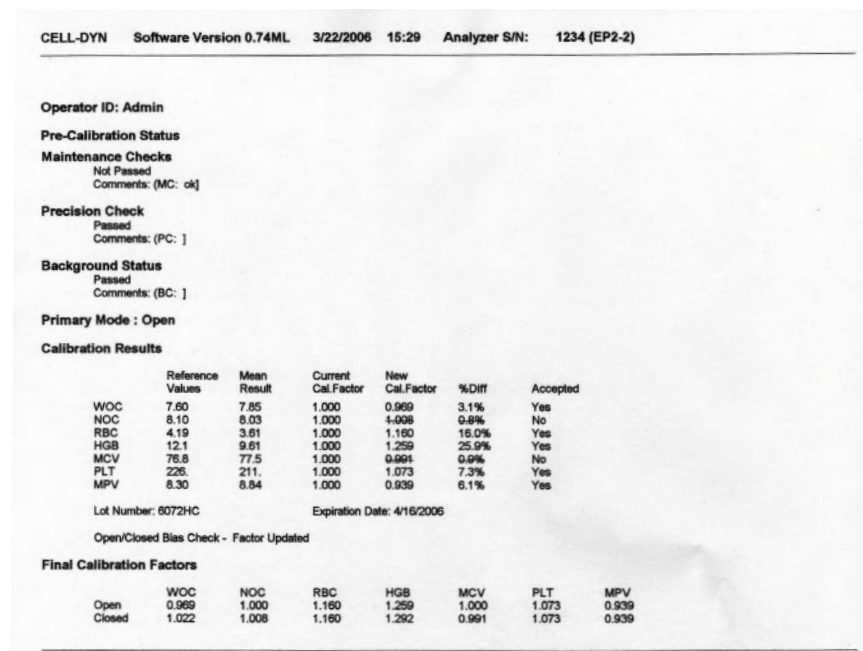 CELL-DYN Software Version 0.74ML 3/22/2006 15:29 Analyzer S/N: 1234 (EP2-2)
Operator ID: Admin
Pre-Calibration Status
Maintenance Checks
Not Passed
Comments: (MC: ok]
Precision Check
Passed
Comments: (PC: ]
Background Status
Passed
Comments: (BC: ]
Primary Mode : Open
Calibration Results
Reference Mean Current New
Values Result Cal.Factor Cal.Factor %Diff Accepted
WOC 7.60 7.85 1.000 0.969 3.1% Yes
NOC 8.10 8.03 1.000 1.008 0.8% No
RBC 4.19 3.61 1.000 1.160 16.0% Yes
HGB 12.1 9.61 1.000 1.259 25.9% Yes
MCV 76.8 77.5 1.000 0.991 0.9% No
PLT 226. 211. 1.000 1.073 7.3% Yes
MPV 8.30 8.84 1.000 0.939 6.1% Yes
Lot Number: 6072HC Expiration Date: 4/16/2006
Open/Closed Bias Check - Factor Updated
Final Calibration Factors
WOC NOC RBC HGB MCV PLT MPV
Open 0.969 1.000 1.160 1.259 1.000 1.073 0.939
Closed 1.022 1.008 1.160 1.292 0.991 1.073 0.939